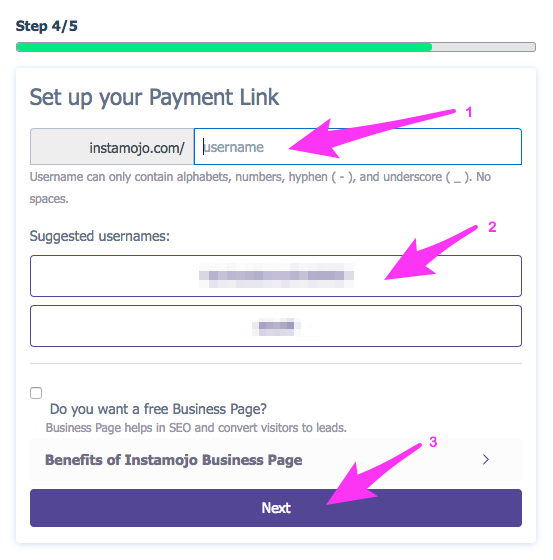 Step 4/5
Set up your Payment Link
1
instamojo.com/ username
Username can only contain alphabets, numbers, hyphen ( - ), and underscore ( _ ). No
spaces.
2
Suggested usernames:
Do you want a free Business Page?
Business Page helps in SEO and convert visitors to leads.
3
Benefits of Instamojo Business Page
Next